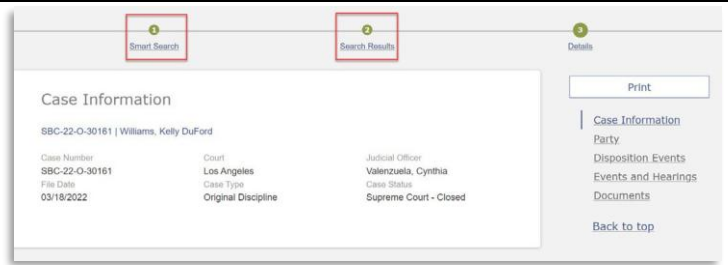 1
Smart Search
2
Search Results
3
Details
Case Information
SBC-22-O-30161 | Williams, Kelly DuFord
Case Number
SBC-22-O-30161
File Date
03/18/2022
Court
Los Angeles
Case Type
Original Discipline
Judicial Officer
Valenzuela, Cynthia
Case Status
Supreme Court - Closed
Print
Case Information
Party
Disposition Events
Events and Hearings
Documents
Back to top